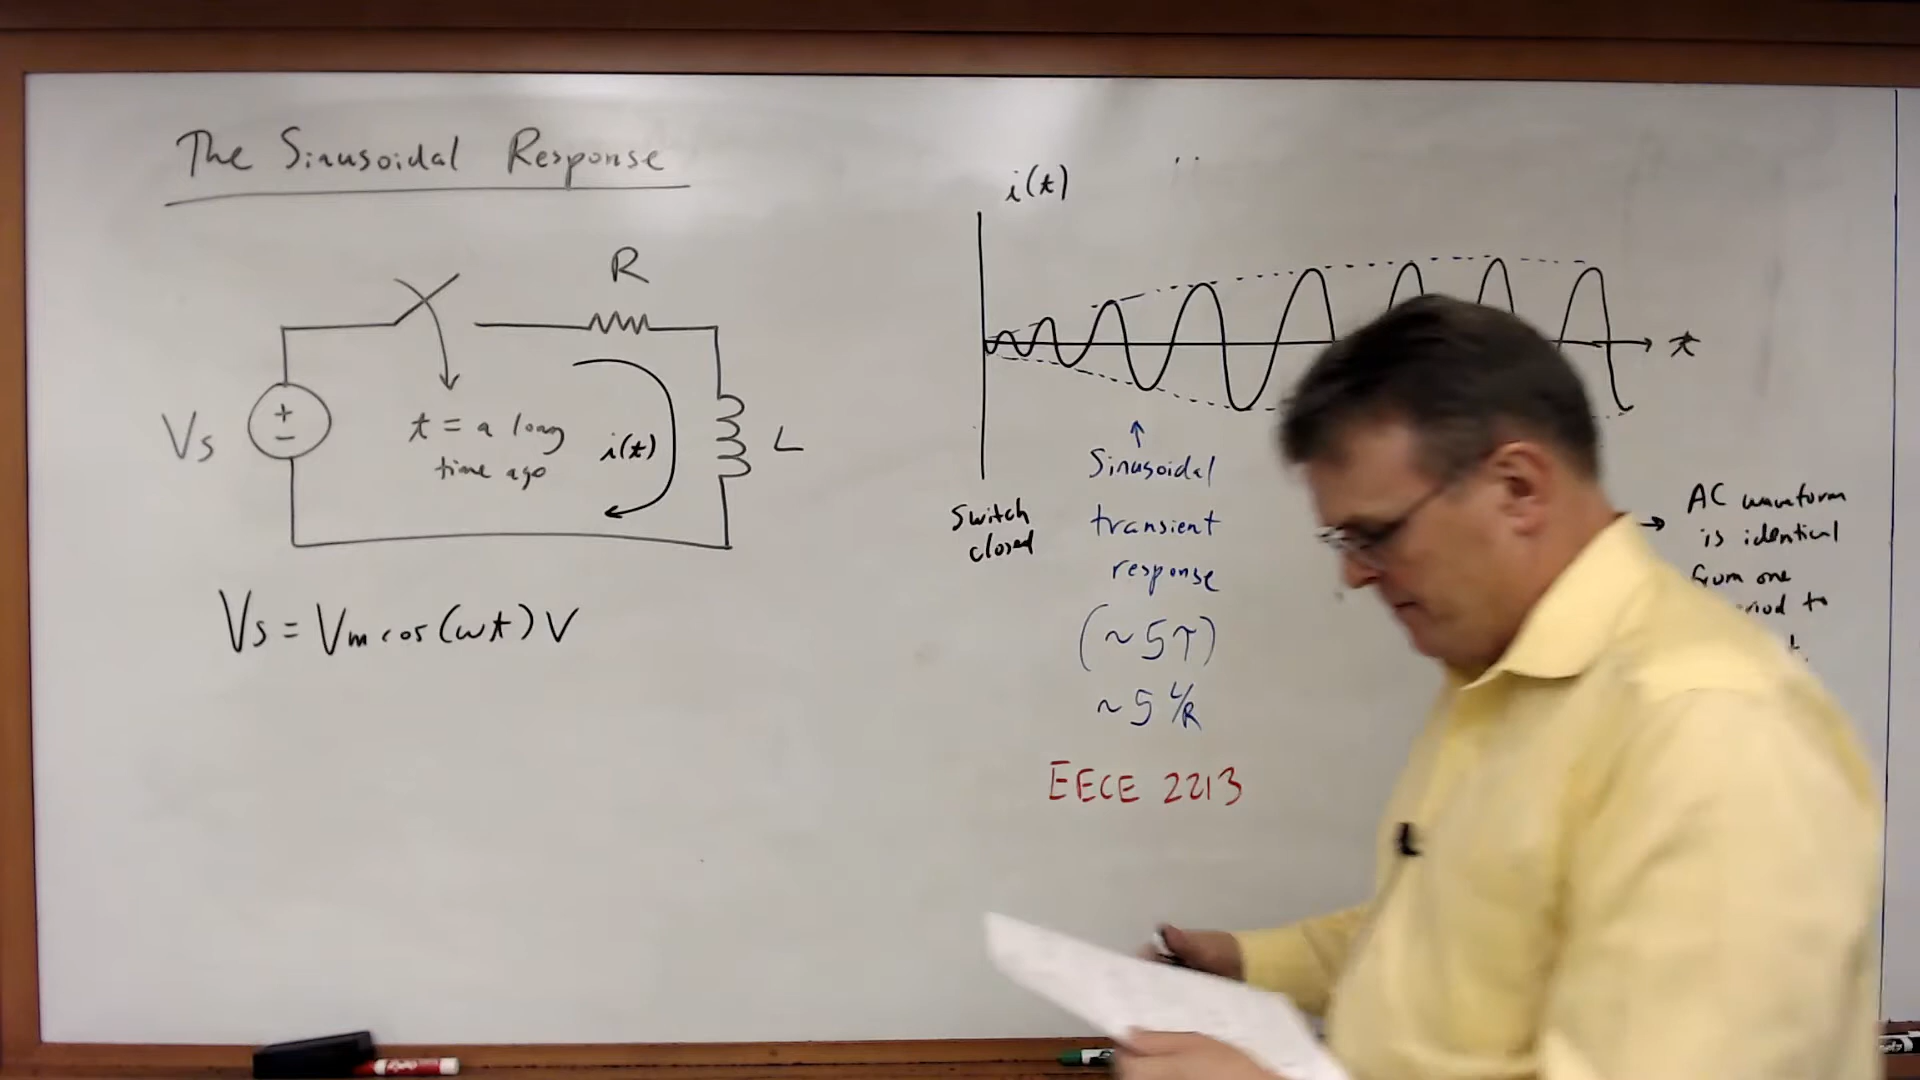 The Sinusoidal Response
R
Vs
+
−
t = a long
time ago
i(t)
L
Vs = Vm cos(ωt) V
i(t)
t
Switch
closed
↑
Sinusoidal
transient
response
(~5τ)
~5 L/R
EECE 2213
→ AC waveform
is identical
from one
to